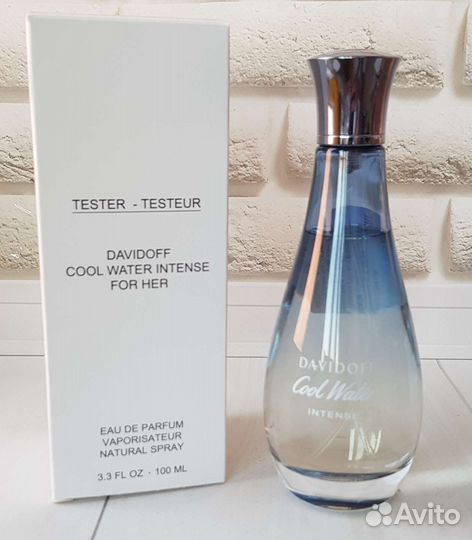 TESTER - TESTEUR
DAVIDOFF
COOL WATER INTENSE
FOR HER
EAU DE PARFUM
VAPORISATEUR
NATURAL SPRAY
3.3 FL OZ · 100 ML
DAVIDOFF
Cool Water
INTENSE
Avito